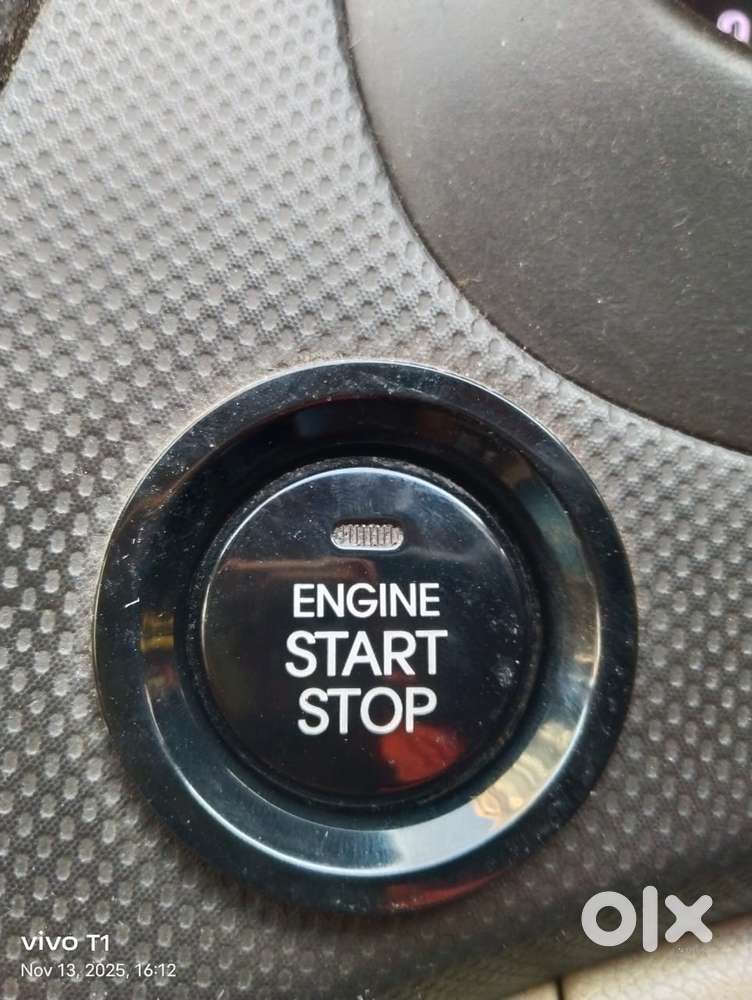 ENGINE
START
STOP
olx
vivo T1
Nov 13, 2025, 16:12